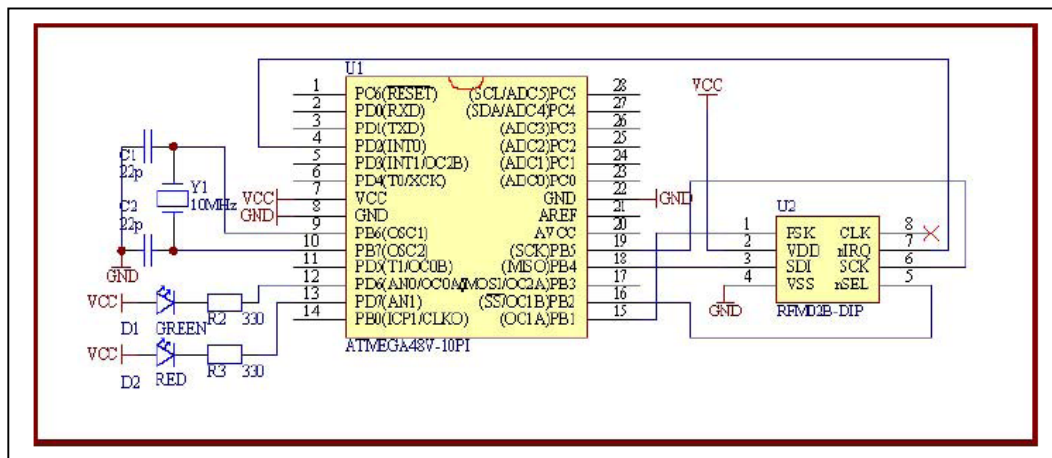 U1
1 PC6(RESET) (SCL/ADC5)PC5 28
2 PD0(RXD) (SDA/ADC4)PC4 27
3 PD1(TXD) (ADC3)PC3 26
4 PD2(INT0) (ADC2)PC2 25
5 PD3(INT1/OC2B) (ADC1)PC1 24
6 PD4(T0/XCK) (ADC0)PC0 23
7 VCC GND 22
8 GND AREF 21
9 PB6(OSC1) AVCC 20
10 PB7(OSC2) (SCK)PB5 19
11 PD5(T1/OC0B) (MISO)PB4 18
12 PD6(AN0/OC0A)(MOSI/OC2A)PB3 17
13 PD7(AN1) (SS/OC1B)PB2 16
14 PB0(ICP1/CLKO) (OC1A)PB1 15
ATMEGA48V-10PI
C1
22p
Y1
10MHz
C2
22p
GND
VCC
GND
GND
VCC
D1 GREEN R2 330
VCC
D2 RED R3 330
VCC
U2
1 FSK CLK 8
2 VDD nIRQ 7
3 SDI SCK 6
4 VSS nSEL 5
GND
RFM02B-DIP